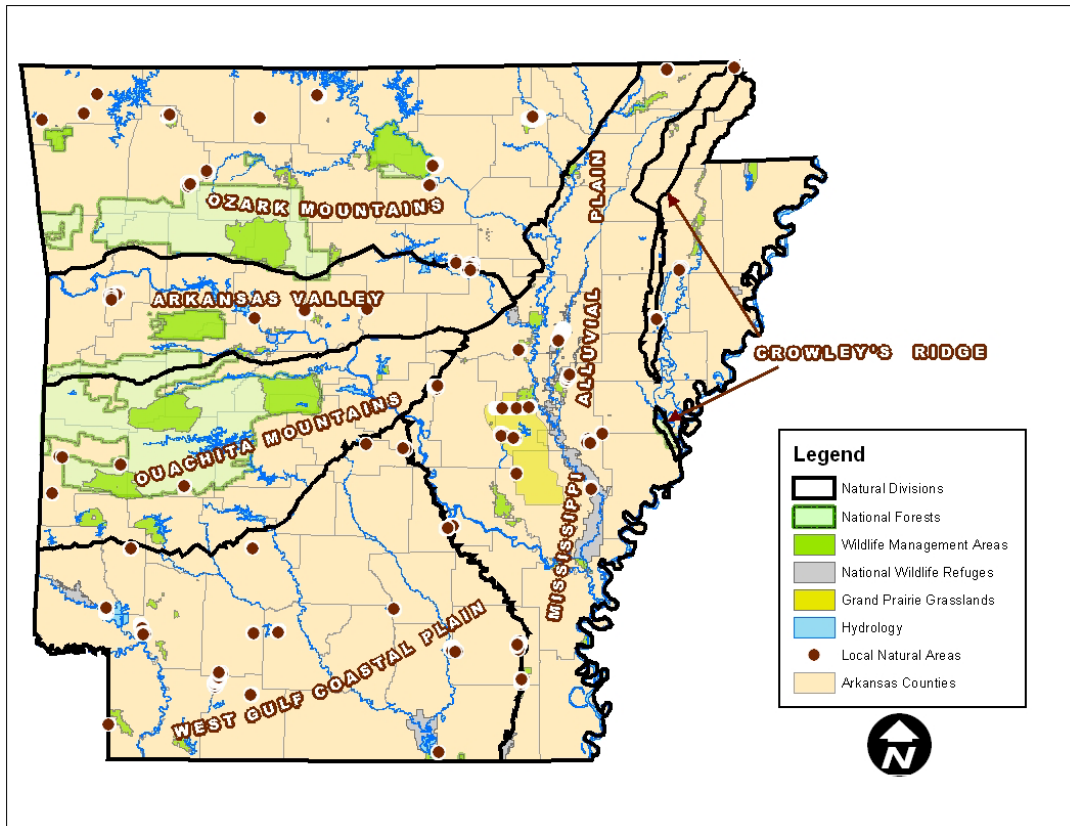 OZARK MOUNTAINS
ARKANSAS VALLEY
OUACHITA MOUNTAINS
WEST GULF COASTAL PLAIN
MISSISSIPPI ALLUVIAL PLAIN
CROWLEY'S RIDGE
Legend
Natural Divisions
National Forests
Wildlife Management Areas
National Wildlife Refuges
Grand Prairie Grasslands
Hydrology
Local Natural Areas
Arkansas Counties
N